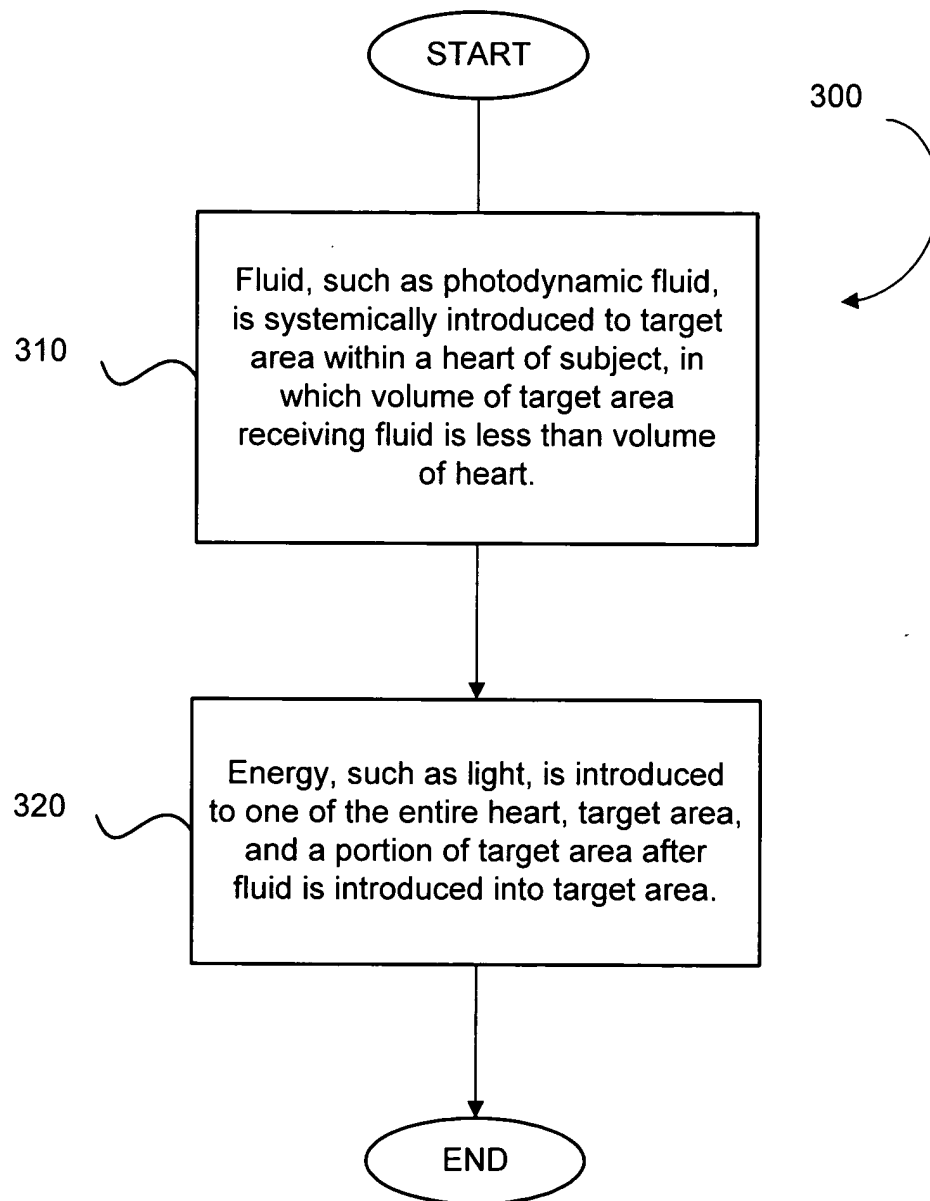 START
300
310
Fluid, such as photodynamic fluid,
is systemically introduced to target
area within a heart of subject, in
which volume of target area
receiving fluid is less than volume
of heart.
320
Energy, such as light, is introduced
to one of the entire heart, target area,
and a portion of target area after
fluid is introduced into target area.
END